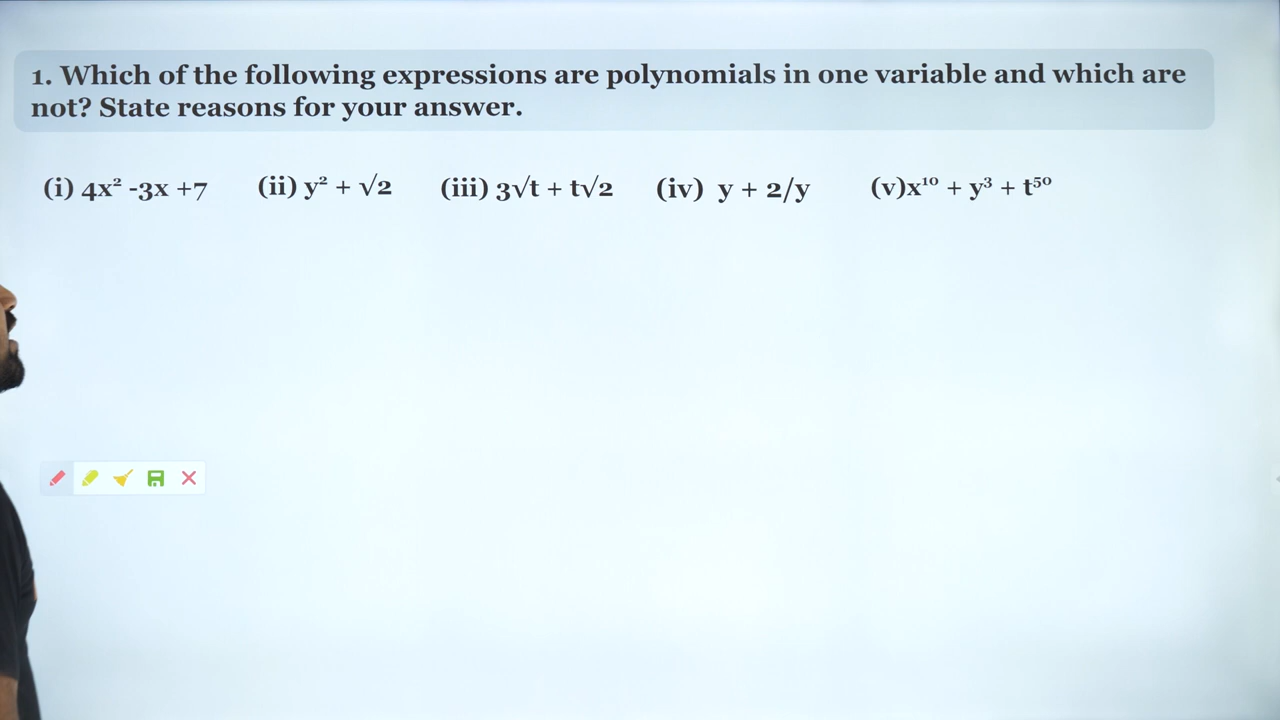 1. Which of the following expressions are polynomials in one variable and which are
not? State reasons for your answer.
(i) 4x² -3x +7 (ii) y² + √2 (iii) 3√t + t√2 (iv) y + 2/y (v)x¹⁰ + y³ + t⁵⁰